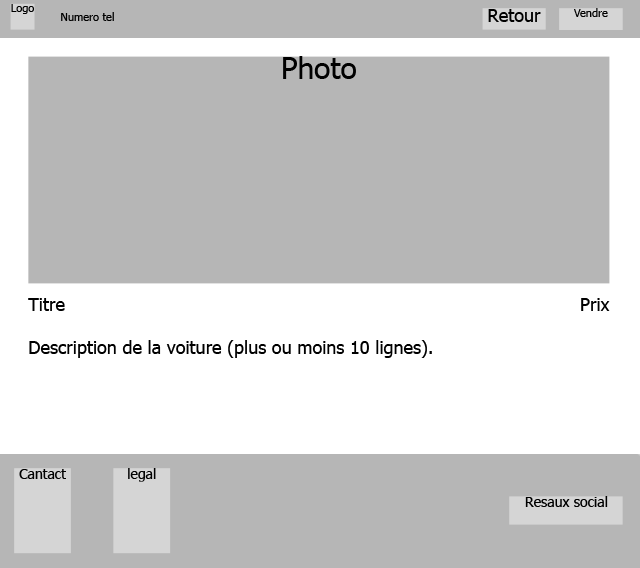 Logo
Numero tel
Retour
Vendre
Photo
Titre
Prix
Description de la voiture (plus ou moins 10 lignes).
Cantact
legal
Resaux social